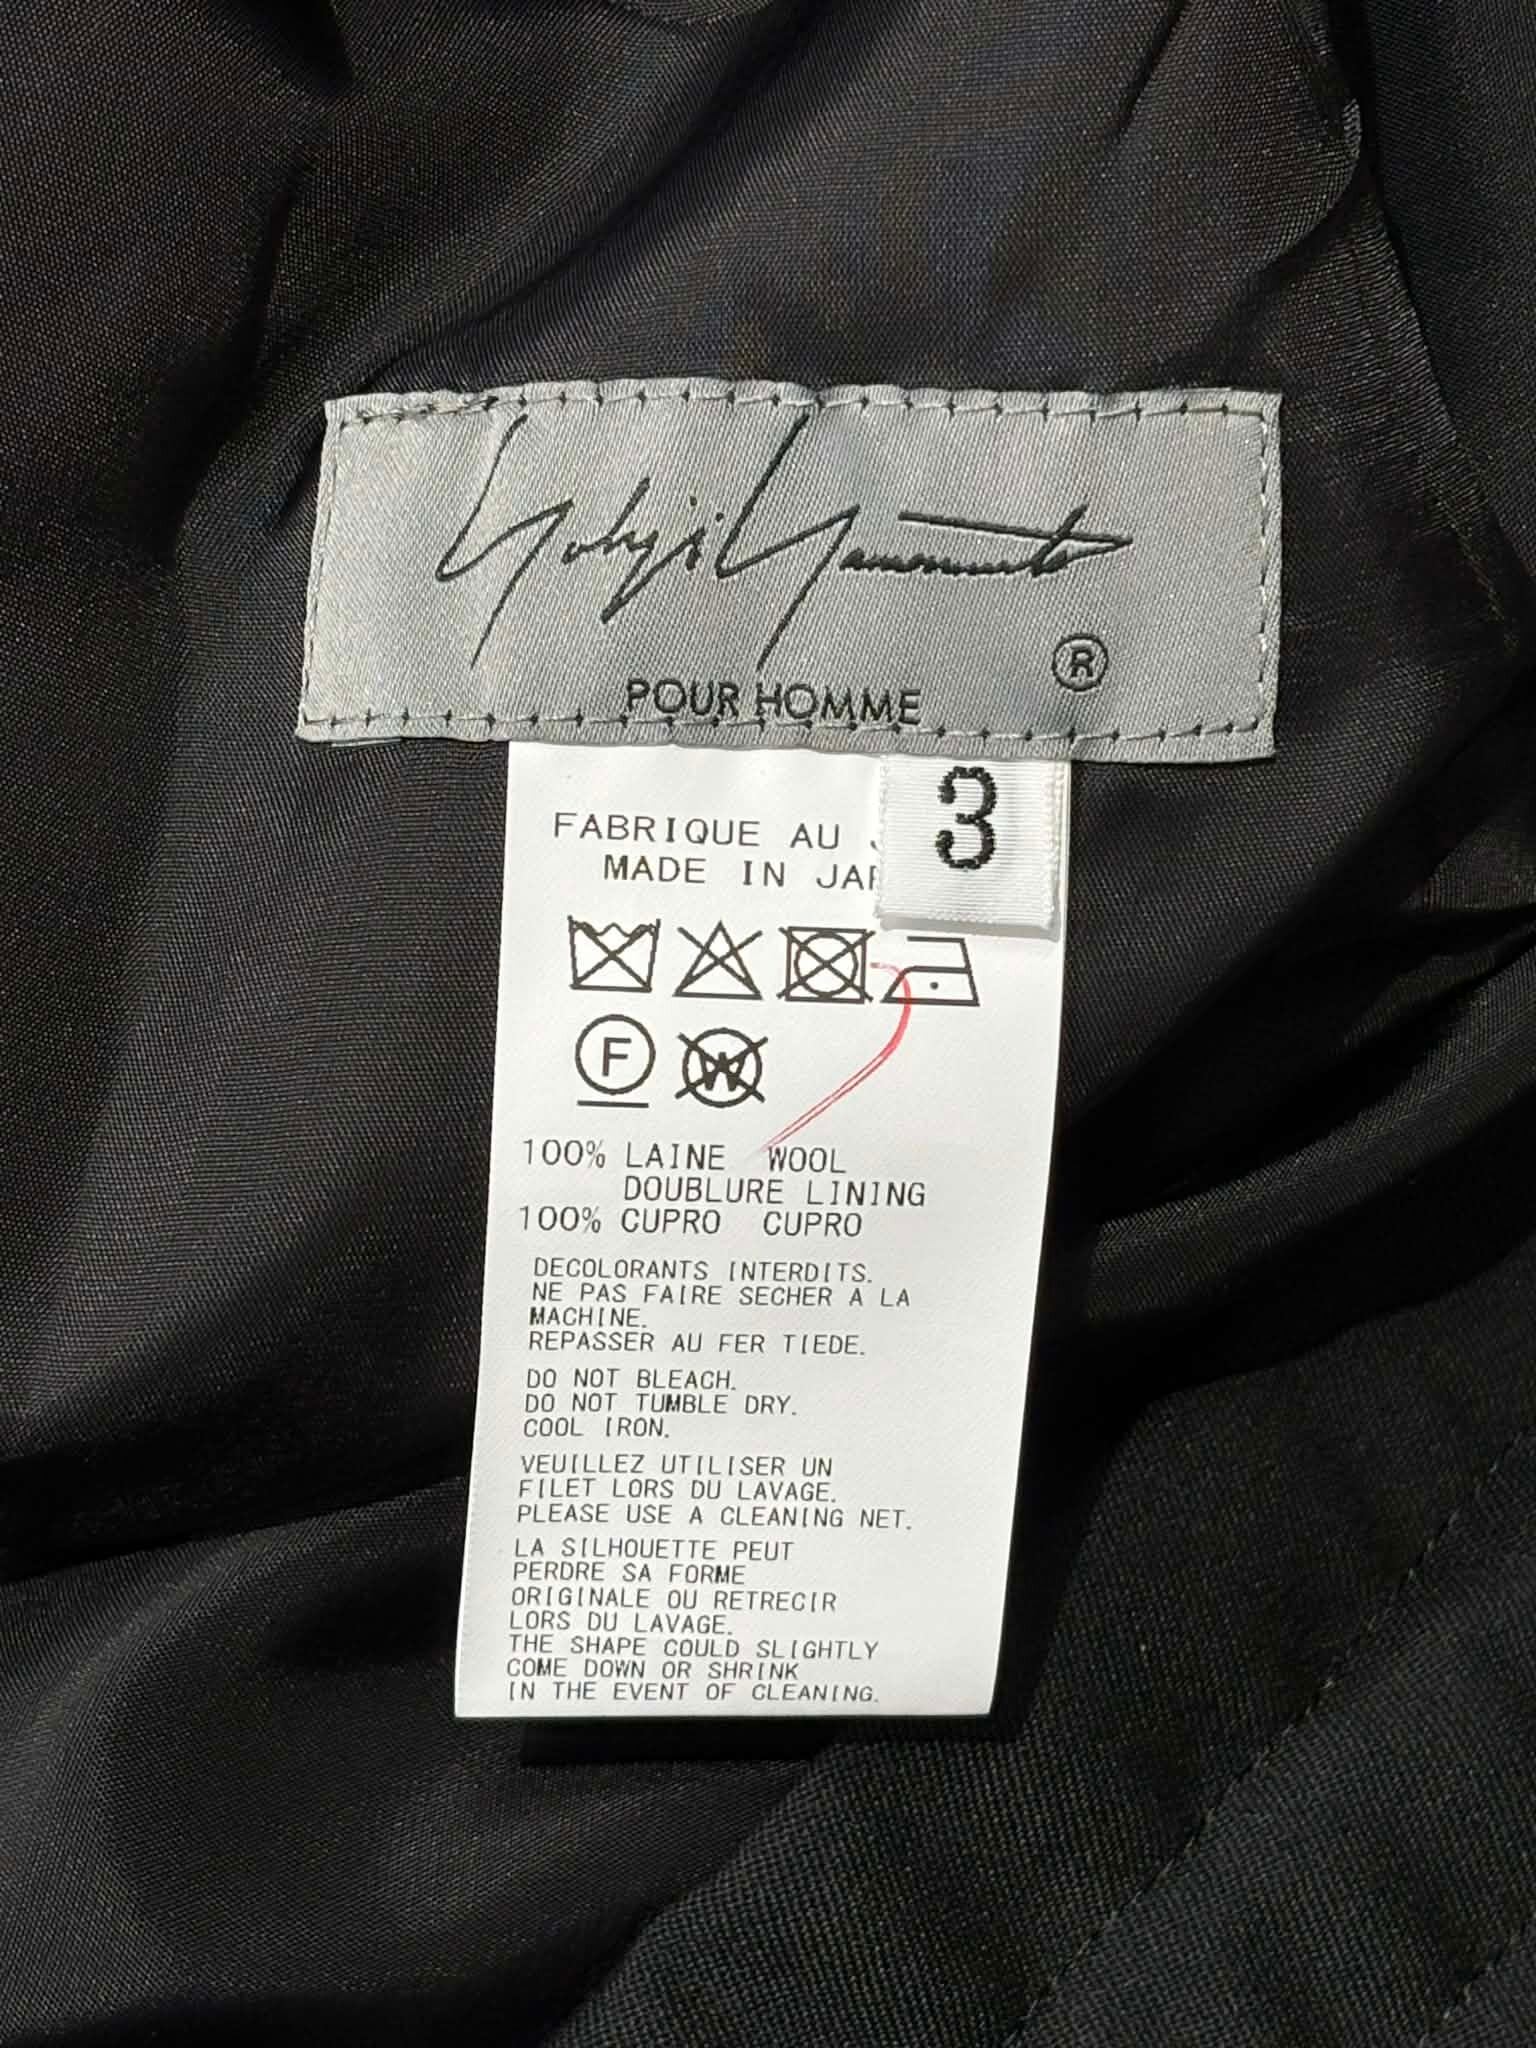 Yohji Yamamoto
®
POUR HOMME
3
FABRIQUE AU
MADE IN
F
W
100% LAINE WOOL
DOUBLURE LINING
100% CUPRO CUPRO
DECOLORANTS INTERDITS.
NE PAS FAIRE SECHER A LA
MACHINE.
REPASSER AU FER TIEDE.
DO NOT BLEACH.
DO NOT TUMBLE DRY.
COOL IRON.
VEUILLEZ UTILISER UN
FILET LORS DU LAVAGE.
PLEASE USE A CLEANING NET.
LA SILHOUETTE PEUT
PERDRE SA FORME
ORIGINALE OU RETRECIR
LORS DU LAVAGE.
THE SHAPE COULD SLIGHTLY
COME DOWN OR SHRINK
IN THE EVENT OF CLEANING.